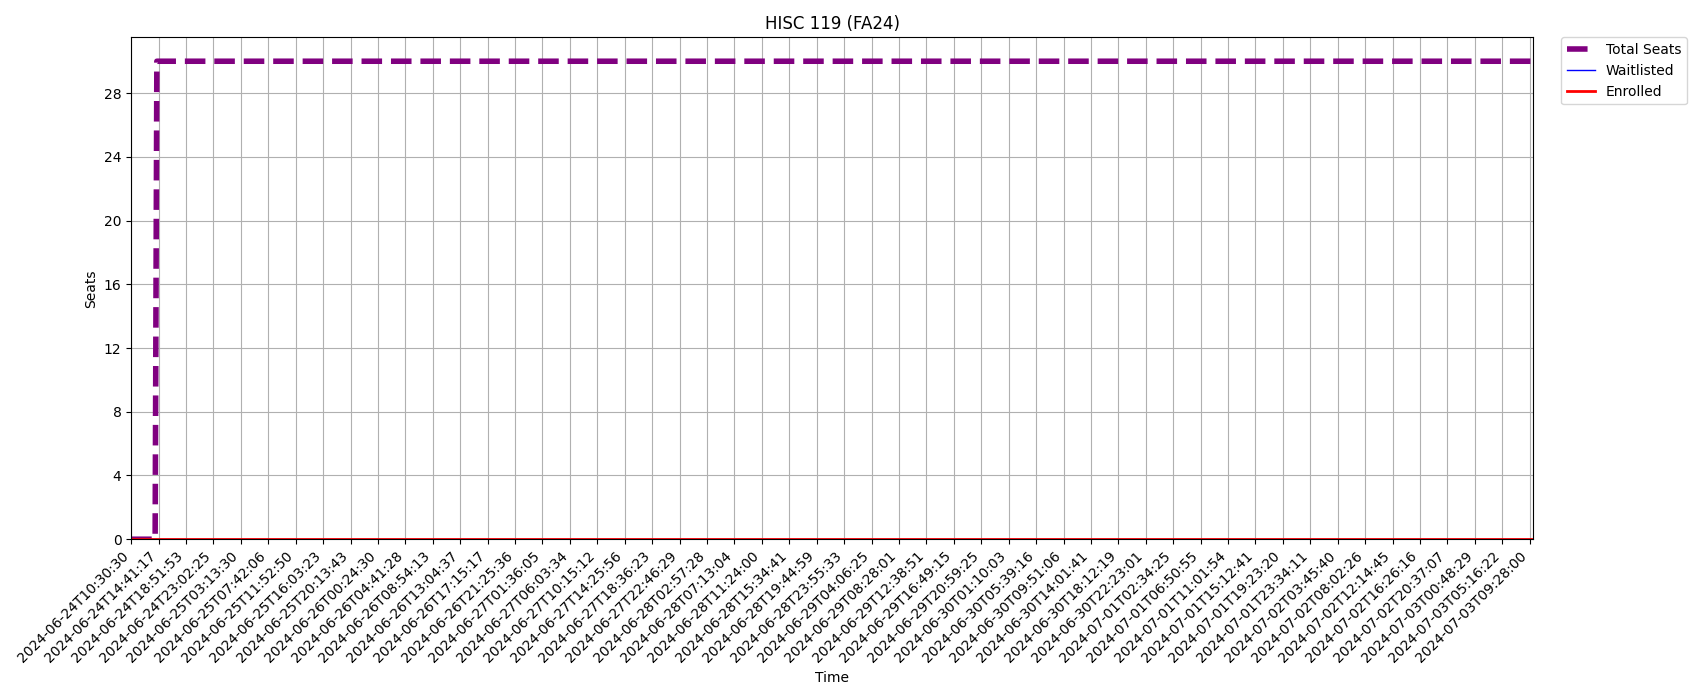 HISC 119 (FA24)
Total Seats
Waitlisted
Enrolled
Seats
28
24
20
16
12
8
4
0
2024-06-24T10:30:30
2024-06-24T14:41:17
2024-06-24T18:51:53
2024-06-24T23:02:25
2024-06-25T03:13:30
2024-06-25T07:42:06
2024-06-25T11:52:50
2024-06-25T16:03:23
2024-06-25T20:13:43
2024-06-26T00:24:30
2024-06-26T04:41:28
2024-06-26T08:54:13
2024-06-26T13:04:37
2024-06-26T17:15:17
2024-06-26T21:25:36
2024-06-27T01:36:05
2024-06-27T06:03:34
2024-06-27T10:15:12
2024-06-27T14:25:56
2024-06-27T18:36:23
2024-06-27T22:46:29
2024-06-28T02:57:28
2024-06-28T07:13:04
2024-06-28T11:24:00
2024-06-28T15:34:41
2024-06-28T19:44:59
2024-06-28T23:55:33
2024-06-29T04:06:25
2024-06-29T08:28:01
2024-06-29T12:38:51
2024-06-29T16:49:15
2024-06-29T20:59:25
2024-06-30T01:10:03
2024-06-30T05:39:16
2024-06-30T09:51:06
2024-06-30T14:01:41
2024-06-30T18:12:19
2024-06-30T22:23:01
2024-07-01T02:34:25
2024-07-01T06:50:55
2024-07-01T11:01:54
2024-07-01T15:12:41
2024-07-01T19:23:20
2024-07-01T23:34:11
2024-07-02T03:45:40
2024-07-02T08:02:26
2024-07-02T12:14:45
2024-07-02T16:26:16
2024-07-02T20:37:07
2024-07-03T00:48:29
2024-07-03T05:16:22
2024-07-03T09:28:00
Time